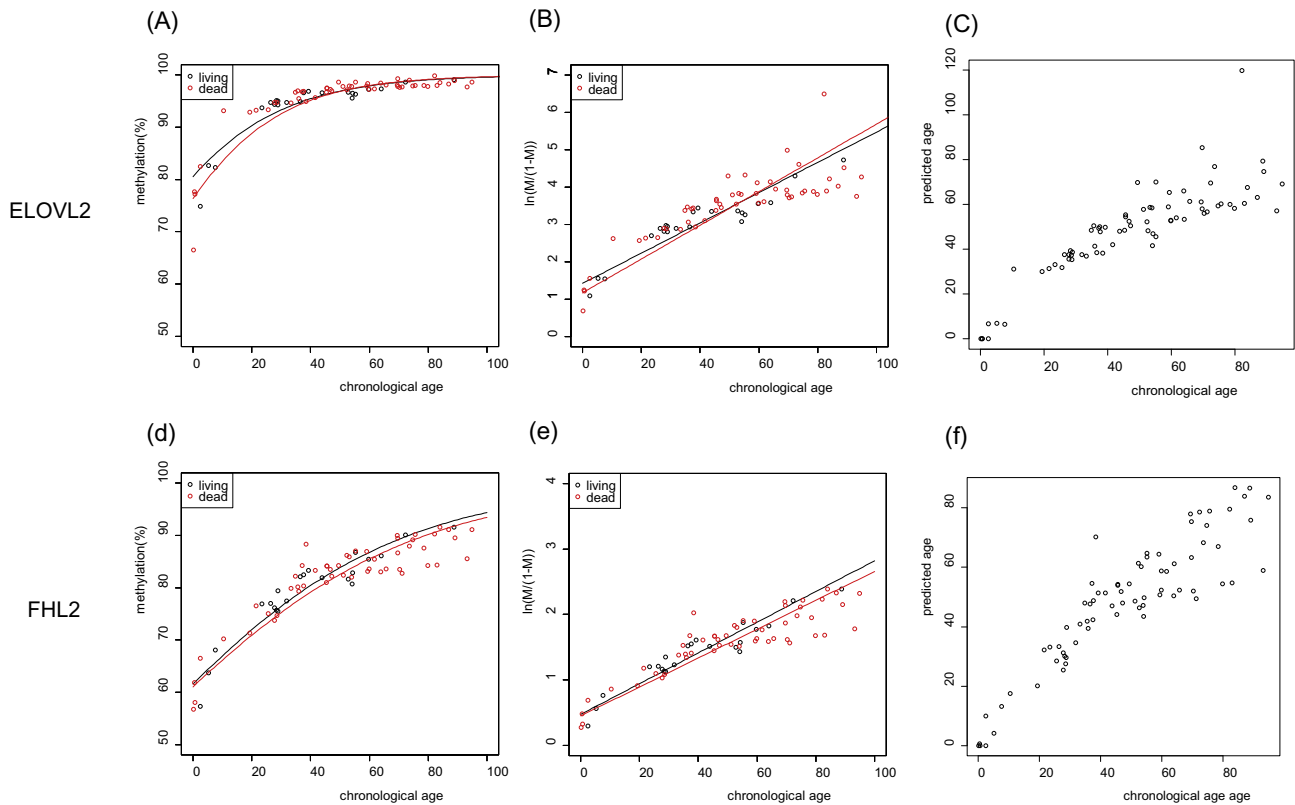 (A)
(B)
(C)
living
dead
living
dead
methylation(%)
50 60 70 80 90 100
ln(M/(1-M))
0 1 2 3 4 5 6 7
predicted age
0 20 40 60 80 100 120
ELOVL2
0 20 40 60 80 100
0 20 40 60 80 100
0 20 40 60 80
chronological age
chronological age
chronological age
(d)
(e)
(f)
living
dead
living
dead
methylation(%)
50 60 70 80 90 100
ln(M/(1-M))
0 1 2 3 4
predicted age
0 20 40 60 80
FHL2
0 20 40 60 80 100
0 20 40 60 80 100
0 20 40 60 80
chronological age
chronological age
chronological age age